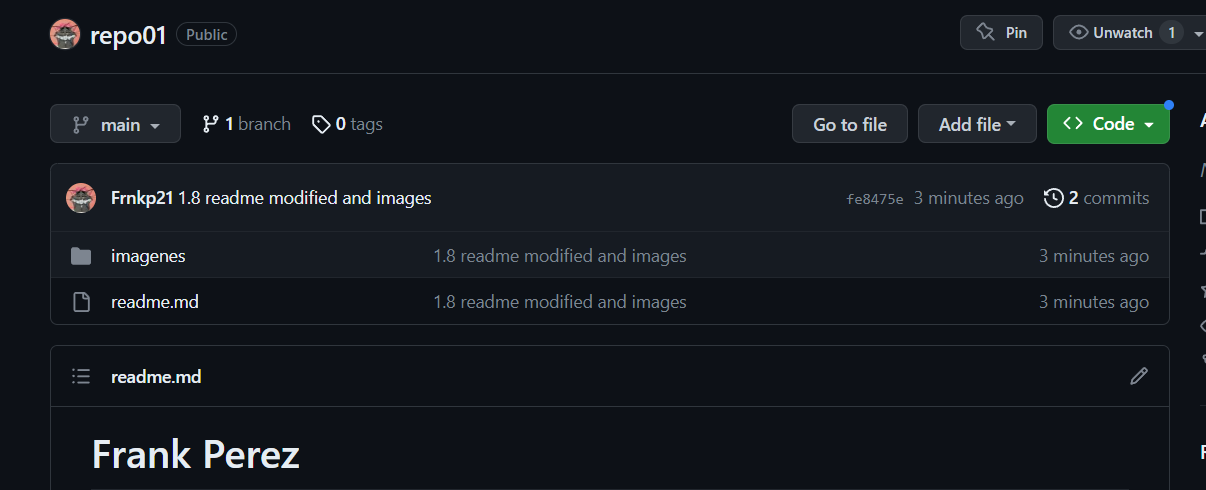 repo01 Public Pin Unwatch 1
main 1 branch 0 tags Go to file Add file <> Code
Frnkp21 1.8 readme modified and images fe8475e 3 minutes ago 2 commits
imagenes 1.8 readme modified and images 3 minutes ago
readme.md 1.8 readme modified and images 3 minutes ago
readme.md
Frank Perez